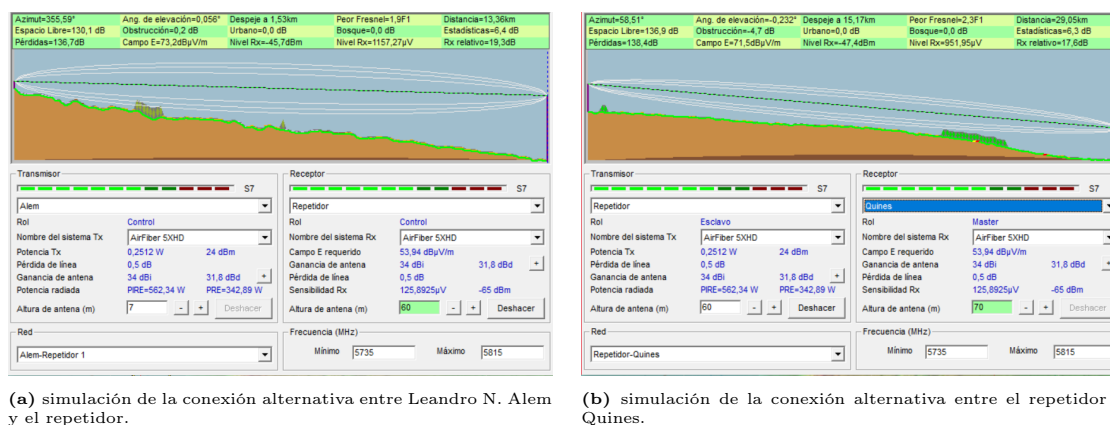 Azimut=355,59° Ang. de elevación=0,056° Despeje a 1,53km Peor Fresnel=1,9F1 Distancia=13,36km
Espacio Libre=130,1 dB Obstrucción=0,2 dB Urbano=0,0 dB Bosque=0,0 dB Estadísticas=6,4 dB
Pérdidas=136,7dB Campo E=73,2dBµV/m Nivel Rx=-45,7dBm Nivel Rx=1157,27µV Rx relativo=19,3dB
Transmisor
S7
Alem
Rol Control
Nombre del sistema Tx AirFiber 5XHD
Potencia Tx 0,2512 W 24 dBm
Pérdida de línea 0,5 dB
Ganancia de antena 34 dBi 31,8 dBd +
Potencia radiada PIRE=562,34 W PRE=342,89 W
Altura de antena (m) 7 - + Deshacer
Red
Alem-Repetidor 1
Receptor
S7
Repetidor
Rol Control
Nombre del sistema Rx AirFiber 5XHD
Campo E requerido 53,94 dBµV/m
Ganancia de antena 34 dBi 31,8 dBd +
Pérdida de línea 0,5 dB
Sensibilidad Rx 125,8925µV -65 dBm
Altura de antena (m) 60 - + Deshacer
Frecuencia (MHz)
Mínimo 5735 Máximo 5815
(a) simulación de la conexión alternativa entre Leandro N. Alem
y el repetidor.
Azimut=58,51° Ang. de elevación=-0,232° Despeje a 15,17km Peor Fresnel=2,3F1 Distancia=29,05km
Espacio Libre=136,9 dB Obstrucción=-4,7 dB Urbano=0,0 dB Bosque=0,0 dB Estadísticas=6,3 dB
Pérdidas=138,4dB Campo E=71,5dBµV/m Nivel Rx=-47,4dBm Nivel Rx=951,95µV Rx relativo=17,6dB
Transmisor
S7
Repetidor
Rol Esclavo
Nombre del sistema Tx AirFiber 5XHD
Potencia Tx 0,2512 W 24 dBm
Pérdida de línea 0,5 dB
Ganancia de antena 34 dBi 31,8 dBd +
Potencia radiada PIRE=562,34 W PRE=342,89 W
Altura de antena (m) 60 - + Deshacer
Red
Repetidor-Quines
Receptor
S7
Quines
Rol Master
Nombre del sistema Rx AirFiber 5XHD
Campo E requerido 53,94 dBµV/m
Ganancia de antena 34 dBi 31,8 dBd
Pérdida de línea 0,5 dB
Sensibilidad Rx 125,8925µV -65 dBm
Altura de antena (m) 70 - + Deshacer
Frecuencia (MHz)
Mínimo 5735 Máximo 5815
(b) simulación de la conexión alternativa entre el repetidor
Quines.